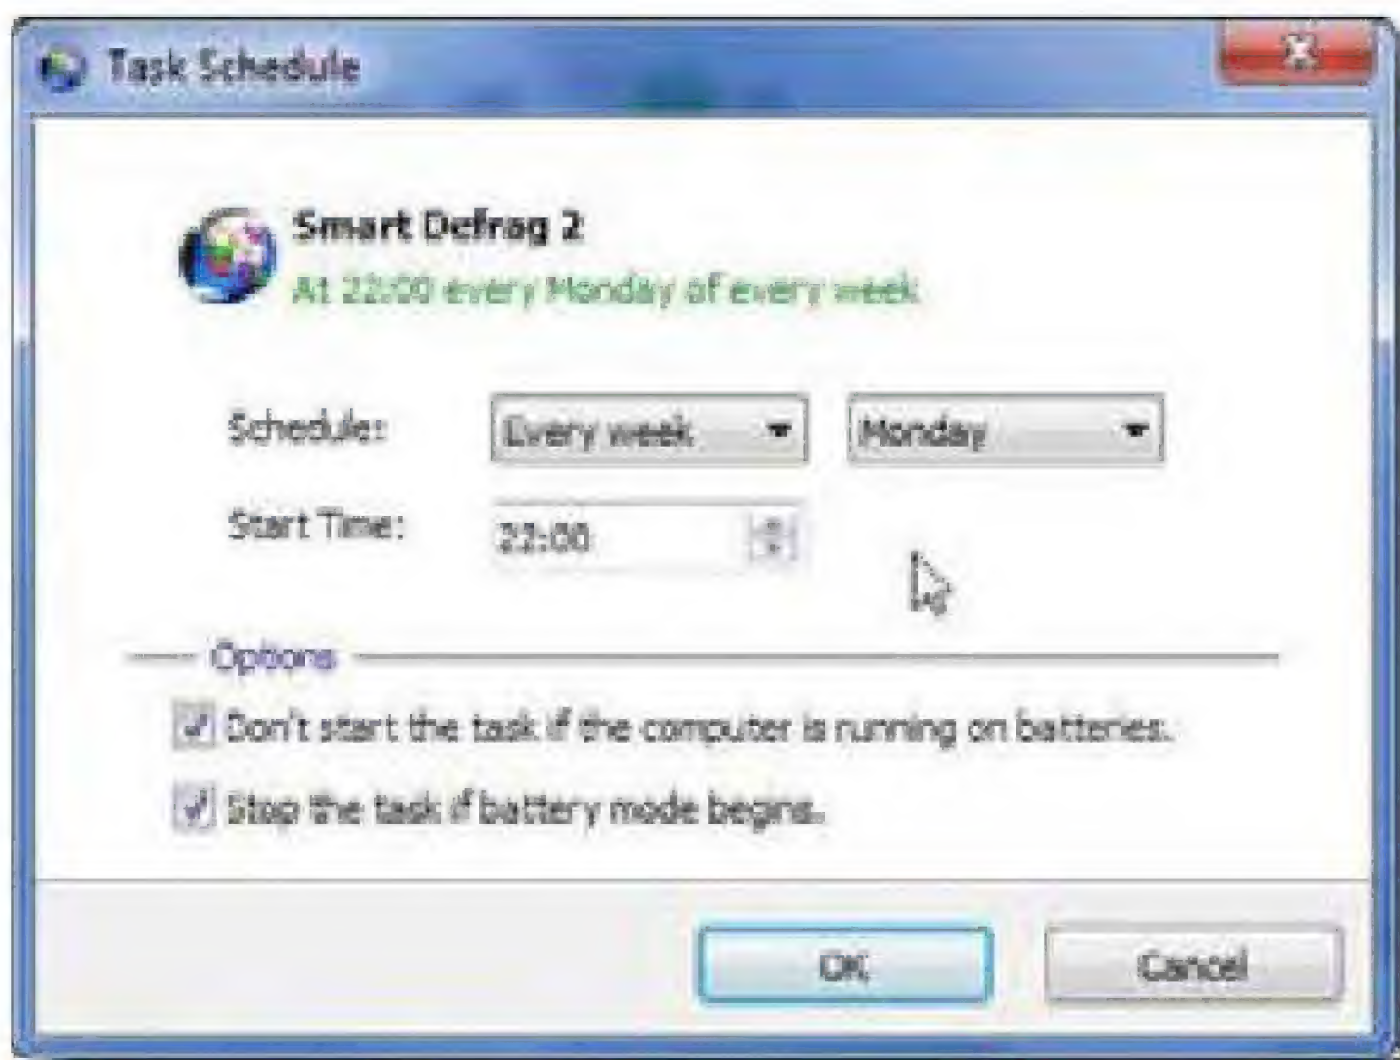 Task Schedule
Smart Defrag 2
At 22:00 every Monday of every week
Schedule: Every week Monday
Start Time: 22:00
Options
Don't start the task if the computer is running on batteries.
Stop the task if battery mode begins.
OK Cancel